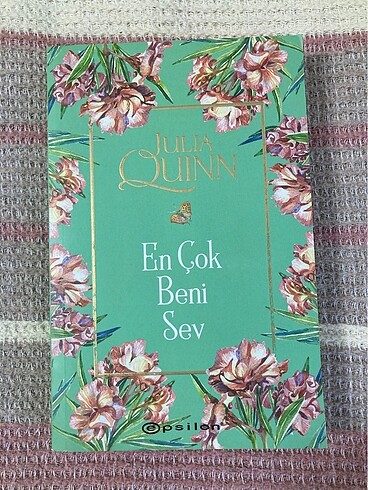 JULIA
QUINN
En Çok
Beni
Sev
epsilon